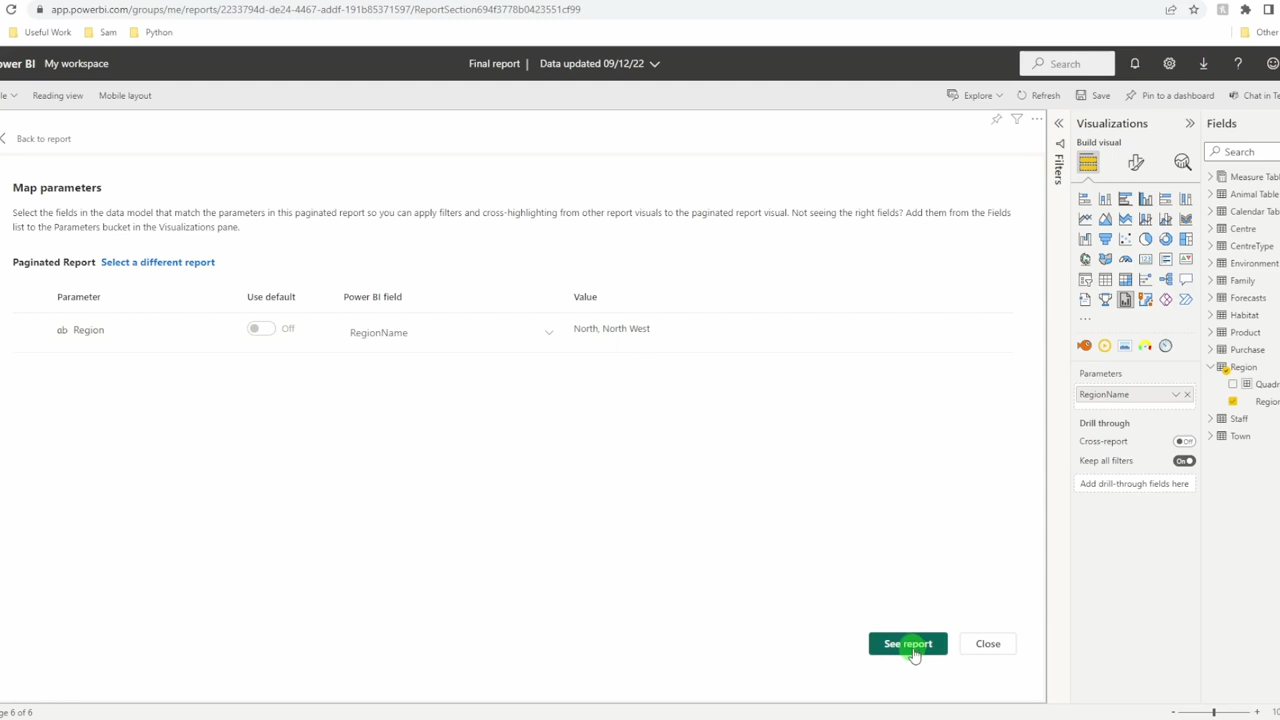 app.powerbi.com/groups/me/reports/2233794d-de24-4467-addf-191b85371597/ReportSection694f3778b0423551cf99
Useful Work Sam Python Other
ower BI My workspace Final report | Data updated 09/12/22 Search
le Reading view Mobile layout Explore Refresh Save Pin to a dashboard Chat in Te
Back to report
Visualizations
Fields
Build visual
Search
Filters
Map parameters
Select the fields in the data model that match the parameters in this paginated report so you can apply filters and cross-highlighting from other report visuals to the paginated report visual. Not seeing the right fields? Add them from the Fields
list to the Parameters bucket in the Visualizations pane.
Paginated Report Select a different report
Parameter Use default Power BI field Value
ab Region Off RegionName North, North West
See report Close
Parameters
RegionName
Drill through
Cross-report Off
Keep all filters On
Add drill-through fields here
Measure Tab
Animal Table
Calendar Tab
Centre
CentreType
Environment
Family
Forecasts
Habitat
Product
Purchase
Region
Quadr
Region
Staff
Town
ge 6 of 6
- + 10